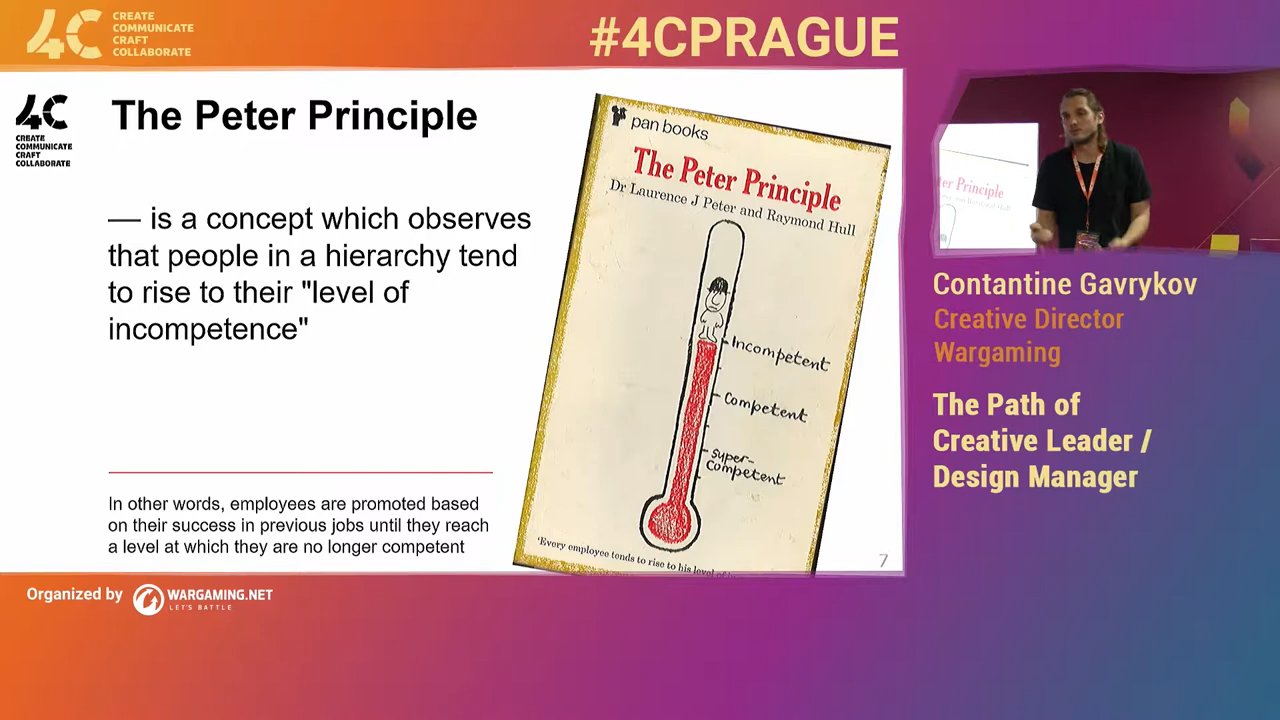 4C
CREATE
COMMUNICATE
CRAFT
COLLABORATE
#4CPRAGUE
4C
CREATE
COMMUNICATE
CRAFT
COLLABORATE
The Peter Principle
— is a concept which observes
that people in a hierarchy tend
to rise to their "level of
incompetence"
In other words, employees are promoted based
on their success in previous jobs until they reach
a level at which they are no longer competent
pan books
The Peter Principle
Dr Laurence J Peter and Raymond Hull
Incompetent
Competent
Super-
Competent
'Every employee tends to rise to his level of
7
er Principle
Contantine Gavrykov
Creative Director
Wargaming
The Path of
Creative Leader /
Design Manager
Organized by
WARGAMING.NET
LET'S BATTLE